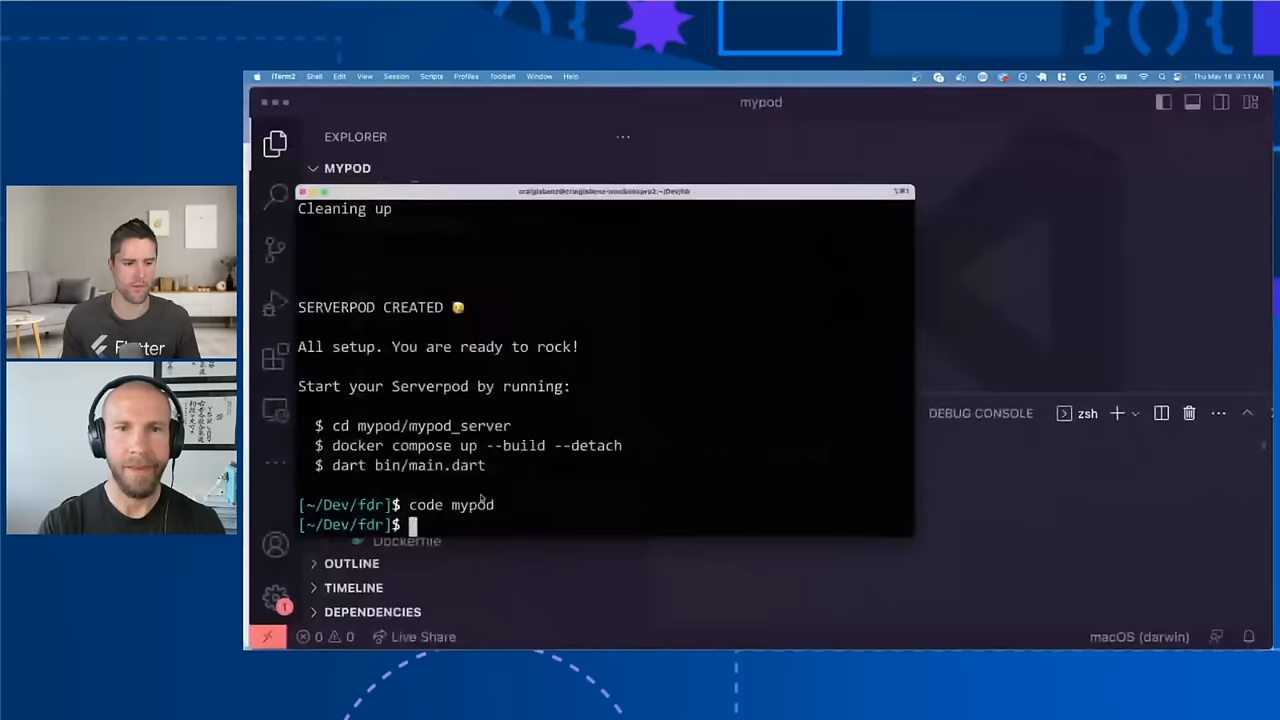 iTerm2 Shell Edit View Session Scripts Profiles Toolbelt Window Help
Thu May 18 9:11 AM
mypod
EXPLORER
MYPOD
Cleaning up
SERVERPOD CREATED 🥳
All setup. You are ready to rock!
Start your Serverpod by running:
$ cd mypod/mypod_server
$ docker compose up --build --detach
$ dart bin/main.dart
[~/Dev/fdr]$ code mypod
[~/Dev/fdr]$
Dockerfile
OUTLINE
TIMELINE
DEPENDENCIES
DEBUG CONSOLE
zsh
1
0 0
Live Share
macOS (darwin)
Flutter